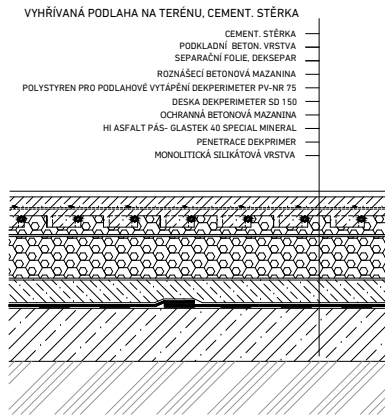 VYHŘÍVANÁ PODLAHA NA TERÉNU, CEMENT. STĚRKA
CEMENT. STĚRKA
PODKLADNÍ BETON. VRSTVA
SEPARAČNÍ FOLIE, DEKSEPAR
ROZNÁŠECÍ BETONOVÁ MAZANINA
POLYSTYREN PRO PODLAHOVÉ VYTÁPĚNÍ DEKPERIMETER PV-NR 75
DESKA DEKPERIMETER SD 150
OCHRANNÁ BETONOVÁ MAZANINA
HI ASFALT PÁS- GLASTEK 40 SPECIAL MINERAL
PENETRACE DEKPRIMER
MONOLITICKÁ SILIKÁTOVÁ VRSTVA